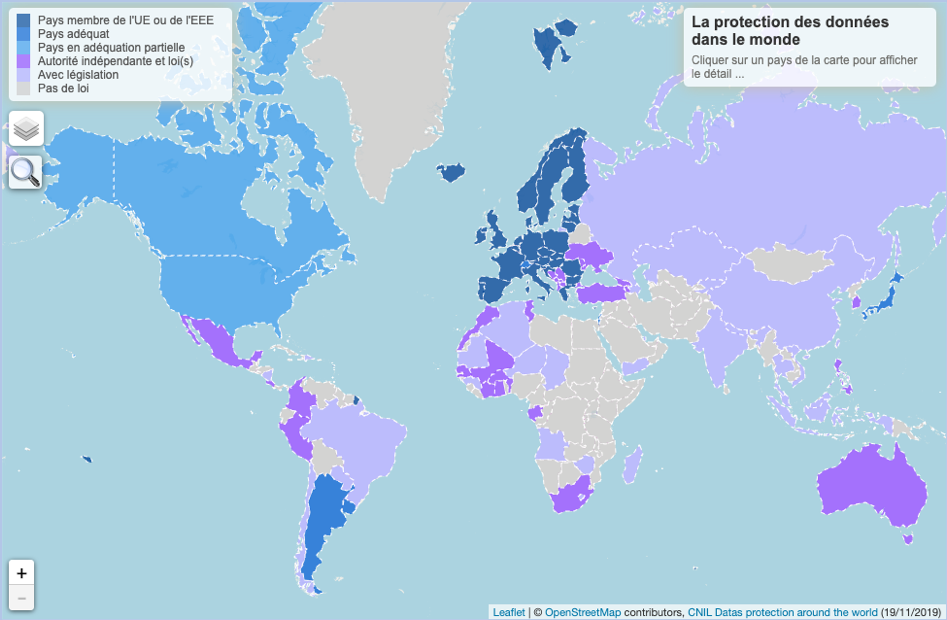 Pays membre de l'UE ou de l'EEE
Pays adéquat
Pays en adéquation partielle
Autorité indépendante et loi(s)
Avec législation
Pas de loi
La protection des données
dans le monde
Cliquer sur un pays de la carte pour afficher
le détail ...
+
−
Leaflet | © OpenStreetMap contributors, CNIL Datas protection around the world (19/11/2019)